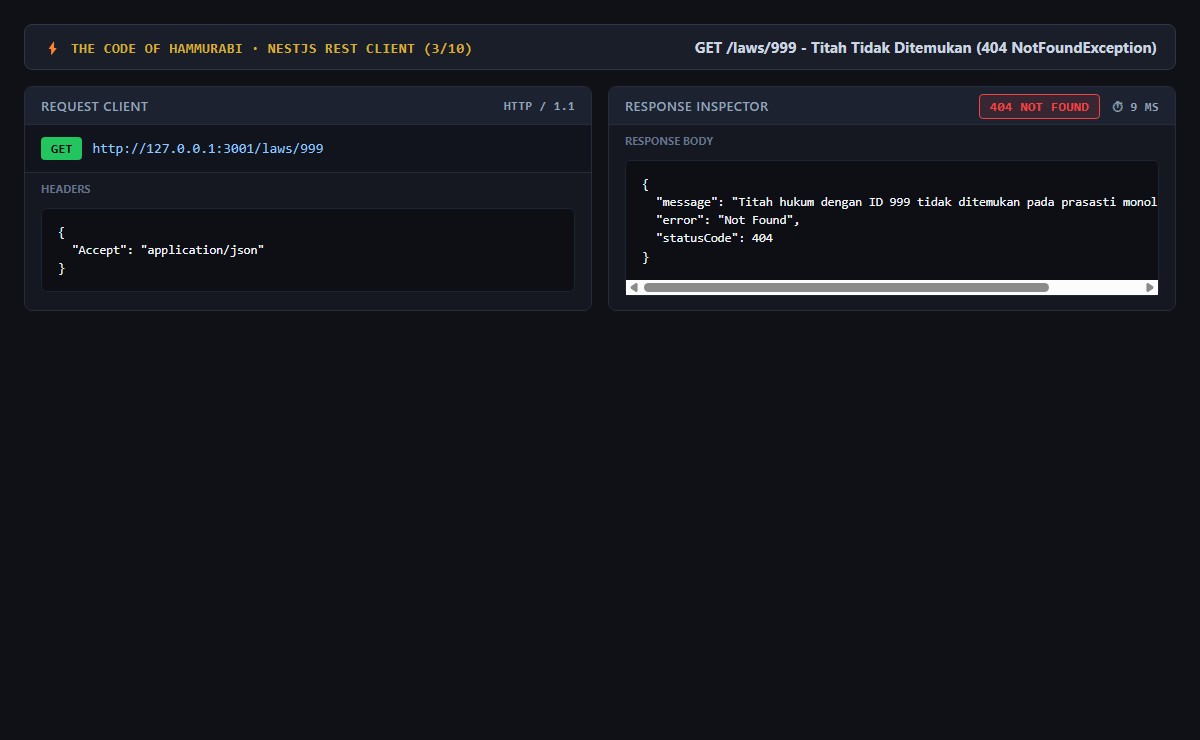 THE CODE OF HAMMURABI · NESTJS REST CLIENT (3/10)
GET /laws/999 - Titah Tidak Ditemukan (404 NotFoundException)
REQUEST CLIENT
HTTP / 1.1
GET http://127.0.0.1:3001/laws/999
HEADERS
{
  "Accept": "application/json"
}
RESPONSE INSPECTOR
404 NOT FOUND
9 MS
RESPONSE BODY
{
  "message": "Titah hukum dengan ID 999 tidak ditemukan pada prasasti monol
  "error": "Not Found",
  "statusCode": 404
}